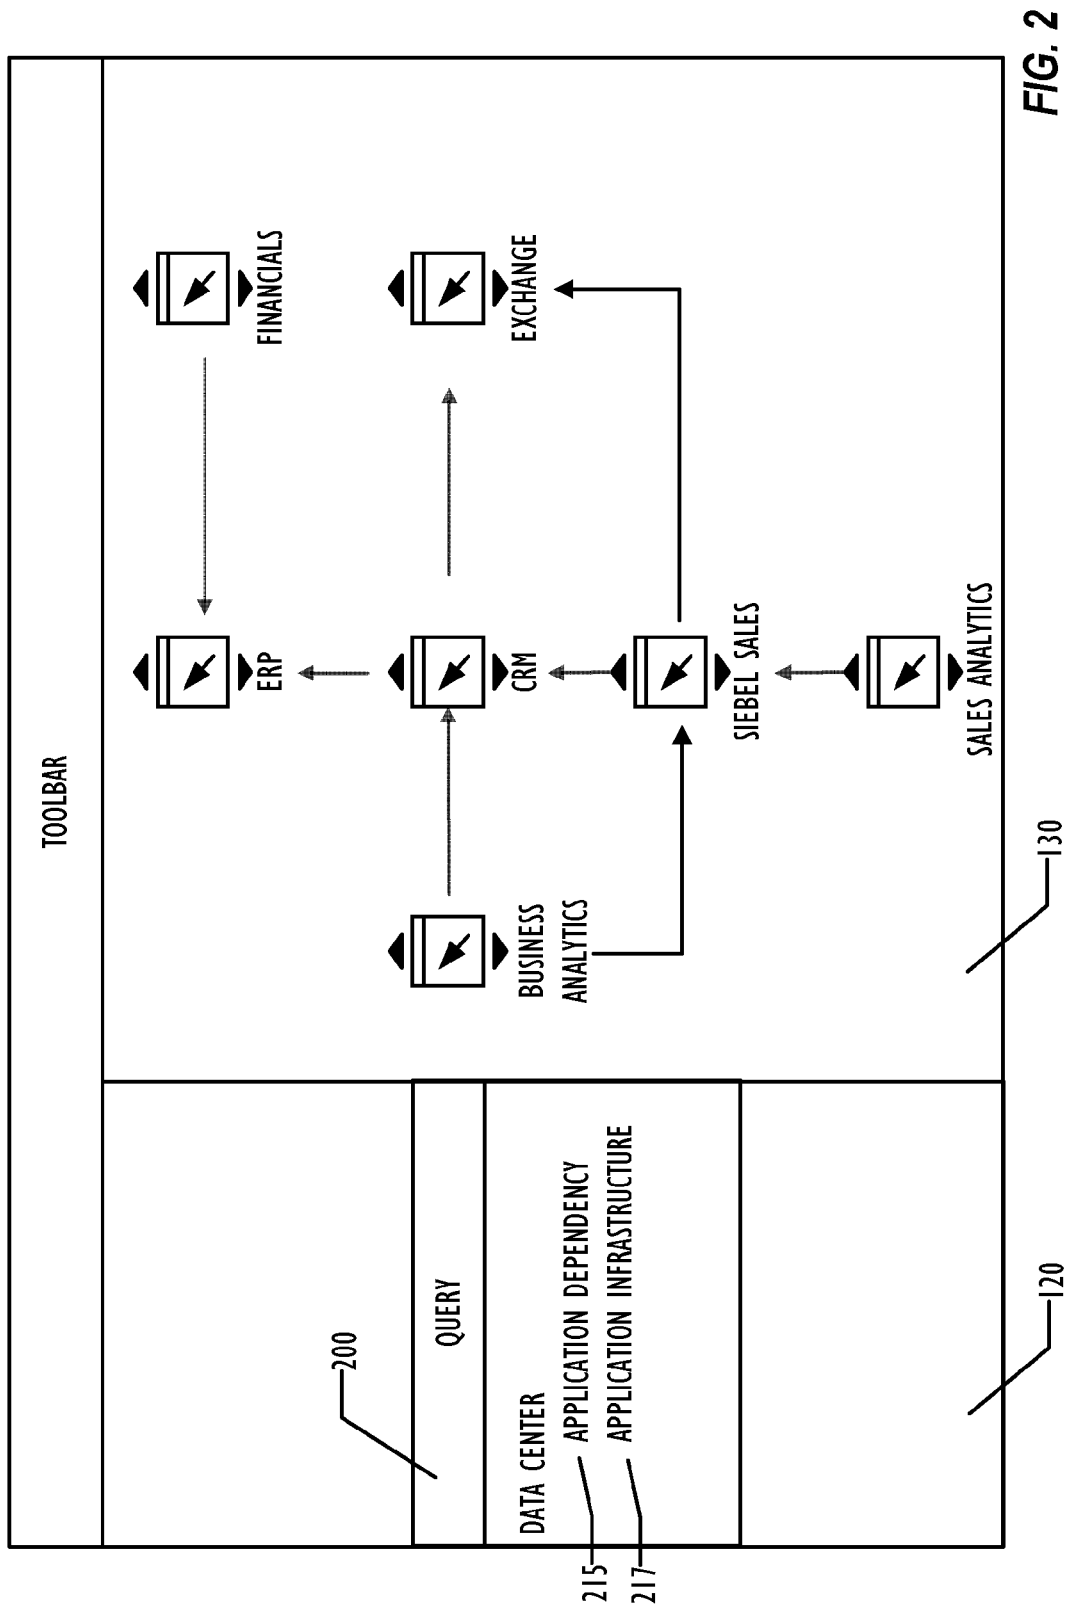 TOOLBAR
200
QUERY
DATA CENTER
APPLICATION DEPENDENCY
APPLICATION INFRASTRUCTURE
215
217
ERP
FINANCIALS
BUSINESS
ANALYTICS
CRM
EXCHANGE
SIEBEL SALES
SALES ANALYTICS
120
130
FIG. 2